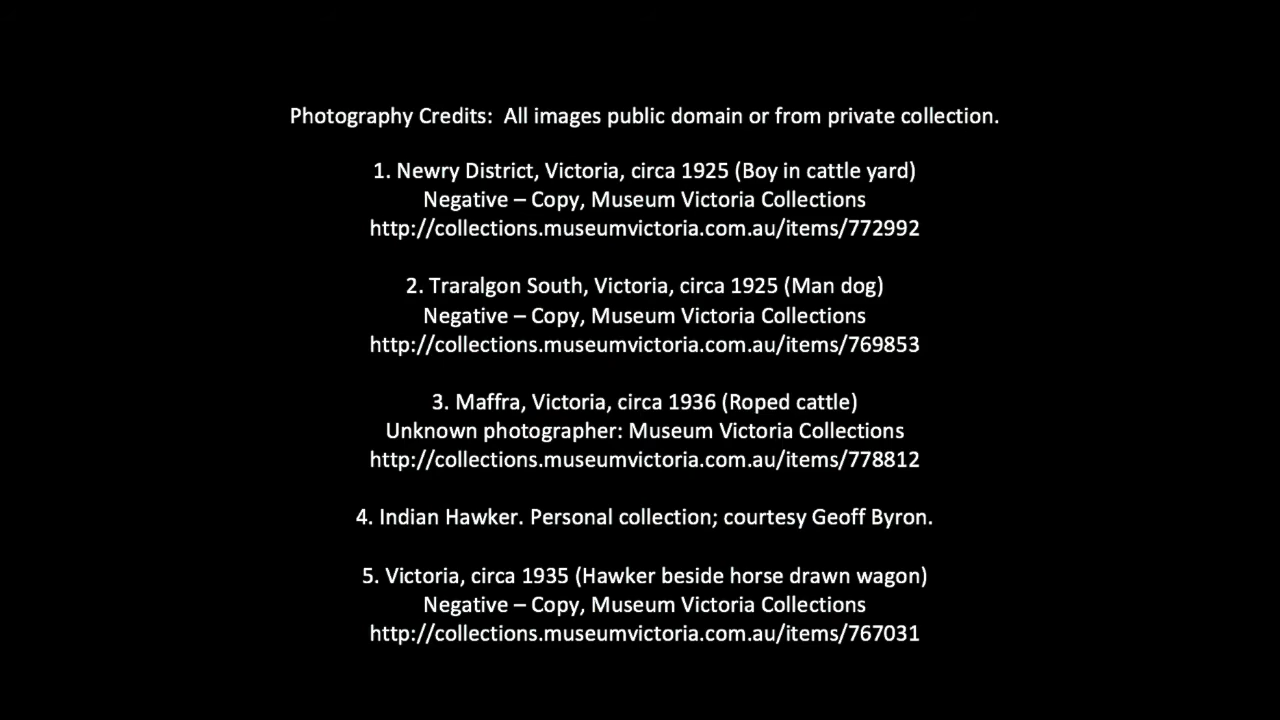 Photography Credits:  All images public domain or from private collection.
1. Newry District, Victoria, circa 1925 (Boy in cattle yard)
Negative – Copy, Museum Victoria Collections
http://collections.museumvictoria.com.au/items/772992
2. Traralgon South, Victoria, circa 1925 (Man dog)
Negative – Copy, Museum Victoria Collections
http://collections.museumvictoria.com.au/items/769853
3. Maffra, Victoria, circa 1936 (Roped cattle)
Unknown photographer: Museum Victoria Collections
http://collections.museumvictoria.com.au/items/778812
4. Indian Hawker. Personal collection; courtesy Geoff Byron.
5. Victoria, circa 1935 (Hawker beside horse drawn wagon)
Negative – Copy, Museum Victoria Collections
http://collections.museumvictoria.com.au/items/767031